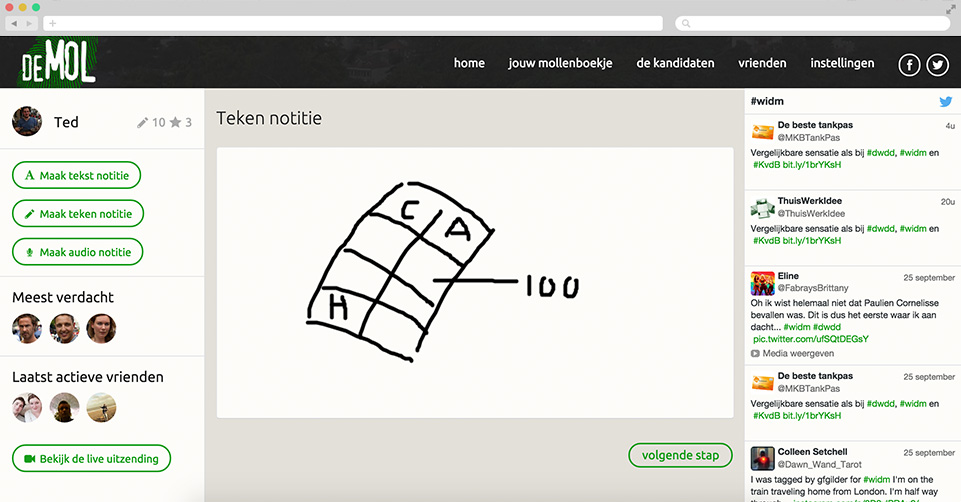 DE MOL
home jouw mollenboekje de kandidaten vrienden instellingen
Ted
10 3
Maak tekst notitie
Maak teken notitie
Maak audio notitie
Meest verdacht
Laatst actieve vrienden
Bekijk de live uitzending
Teken notitie
C A
100
H
volgende stap
#widm
De beste tankpas 4u
@MKBTankPas
Vergelijkbare sensatie als bij #dwdd, #widm en
#KvdB bit.ly/1brYKsH
ThuisWerkIdee 20u
@ThuisWerkIdee
Vergelijkbare sensatie als bij #dwdd, #widm en
#KvdB bit.ly/1brYKsH
Eline 25 september
@FabraysBrittany
Oh ik wist helemaal niet dat Paulien Cornelisse
bevallen was. Dit is dus het eerste waar ik aan
dacht... #widm #dwdd
pic.twitter.com/ufSQtDEGsY
Media weergeven
De beste tankpas 25 september
@MKBTankPas
Vergelijkbare sensatie als bij #dwdd, #widm en
#KvdB bit.ly/1brYKsH
Colleen Setchell 25 september
@Dawn_Wand_Tarot
I was tagged by gfgilder for #widm I'm on the
train traveling home from London. I'm half way